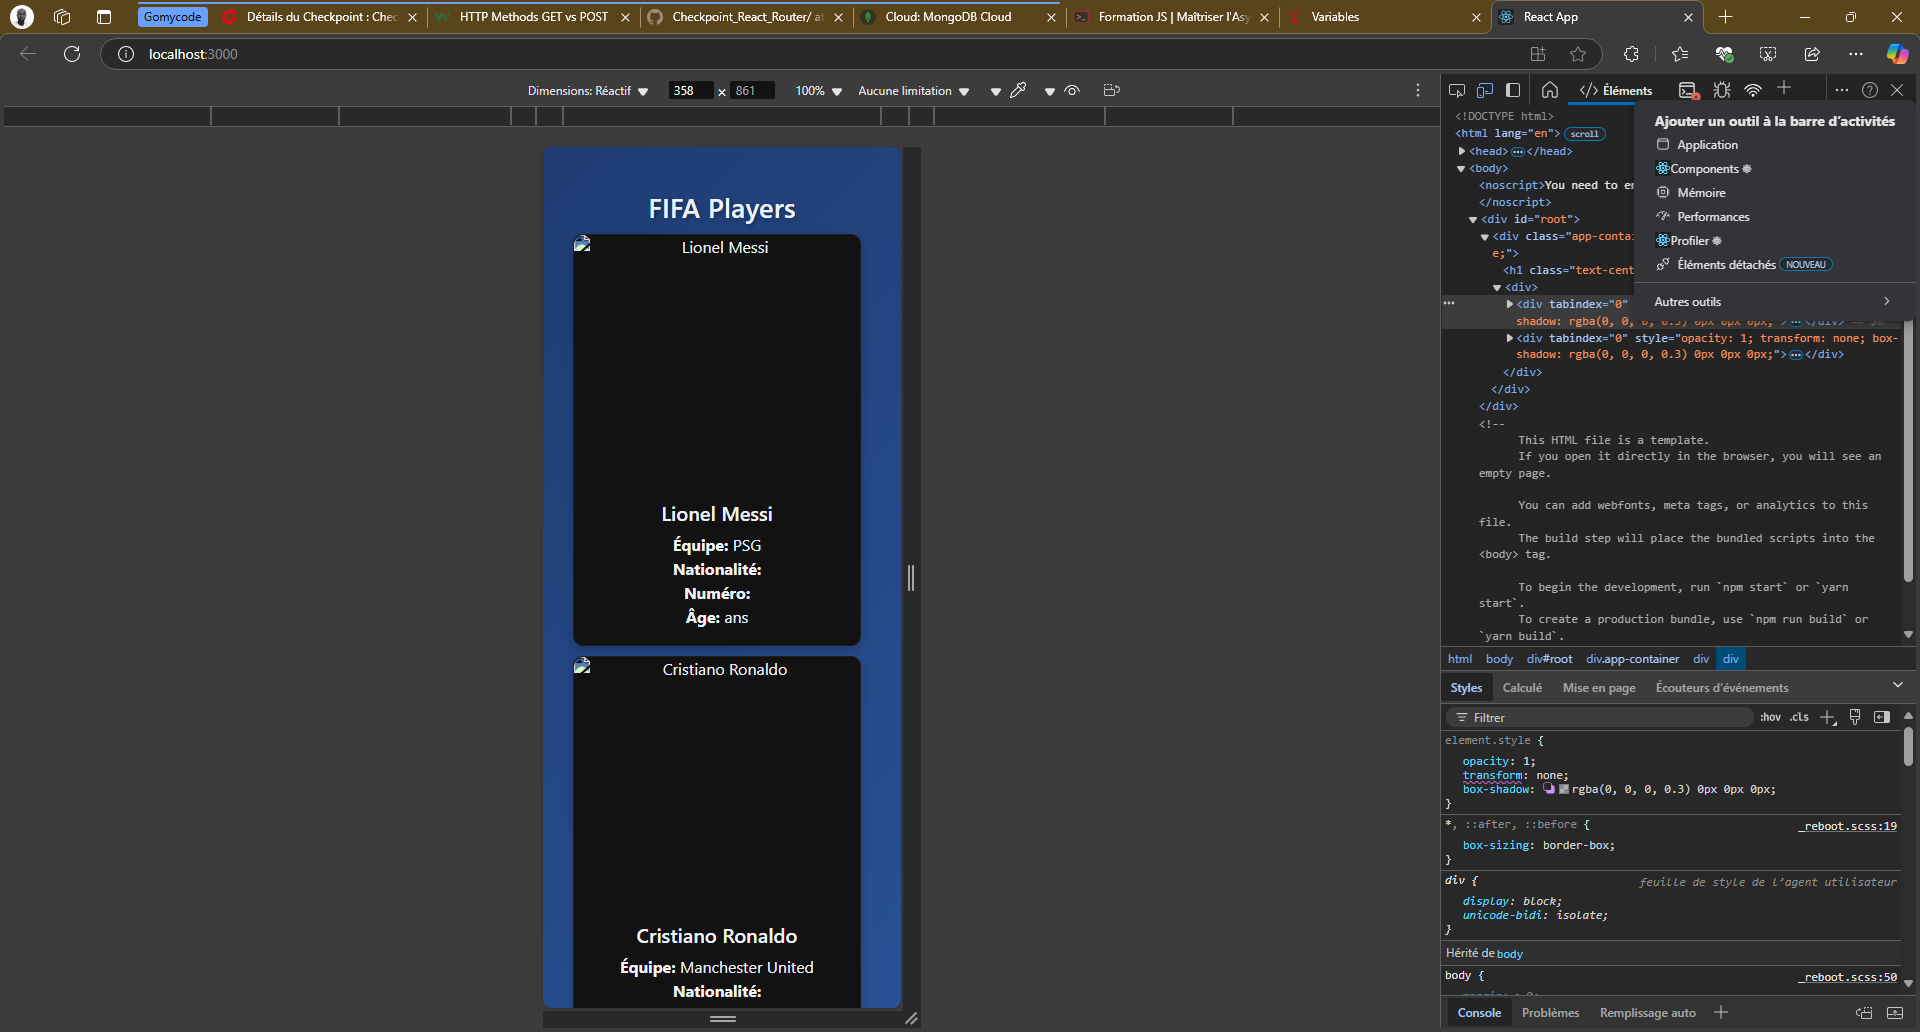 Gomycode
Détails du Checkpoint : Chec
HTTP Methods GET vs POST
Checkpoint_React_Router/ at
Cloud: MongoDB Cloud
Formation JS | Maîtriser l'Asy
Variables
React App
localhost:3000
Dimensions: Réactif
358 x 861
100%
Aucune limitation
Éléments
FIFA Players
Lionel Messi
Lionel Messi
Équipe: PSG
Nationalité:
Numéro:
Âge: ans
Cristiano Ronaldo
Cristiano Ronaldo
Équipe: Manchester United
Nationalité:
<!DOCTYPE html>
<html lang="en"> scroll
<head> </head>
<body>
<noscript>You need to en
</noscript>
<div id="root">
<div class="app-contai
e;">
<h1 class="text-cent
<div>
<div tabindex="0"
shadow: rgba(0, 0, 0, 0.3) 0px 0px 0px;"> </div>
<div tabindex="0" style="opacity: 1; transform: none; box-
shadow: rgba(0, 0, 0, 0.3) 0px 0px 0px;"> </div>
</div>
</div>
</div>
<!--
This HTML file is a template.
If you open it directly in the browser, you will see an
empty page.
You can add webfonts, meta tags, or analytics to this
file.
The build step will place the bundled scripts into the
<body> tag.
To begin the development, run `npm start` or `yarn
start`.
To create a production bundle, use `npm run build` or
`yarn build`.
Ajouter un outil à la barre d’activités
Application
Components
Mémoire
Performances
Profiler
Éléments détachés NOUVEAU
Autres outils
html body div#root div.app-container div div
Styles Calculé Mise en page Écouteurs d'événements
Filtrer :hov .cls
element.style {
opacity: 1;
transform: none;
box-shadow: rgba(0, 0, 0, 0.3) 0px 0px 0px;
}
*, ::after, ::before { _reboot.scss:19
box-sizing: border-box;
}
div { feuille de style de l’agent utilisateur
display: block;
unicode-bidi: isolate;
}
Hérité de body
body { _reboot.scss:50
Console Problèmes Remplissage auto